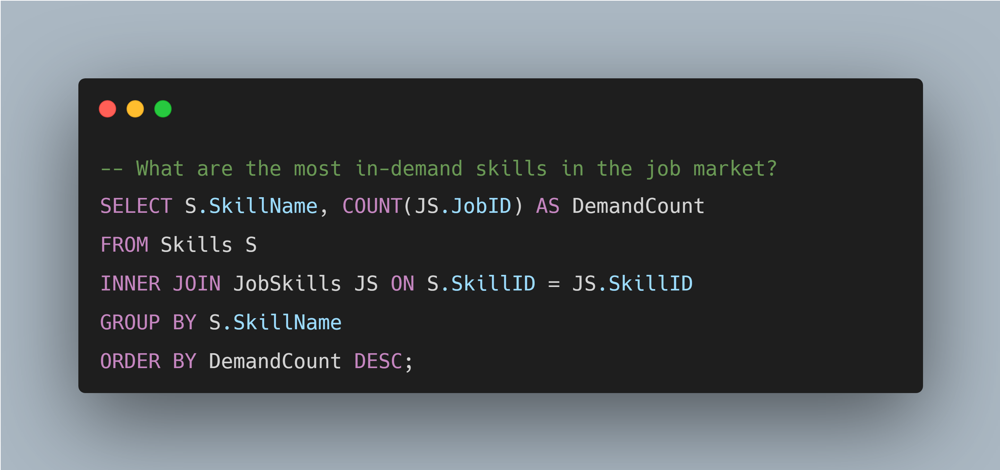 -- What are the most in-demand skills in the job market?
SELECT S.SkillName, COUNT(JS.JobID) AS DemandCount
FROM Skills S
INNER JOIN JobSkills JS ON S.SkillID = JS.SkillID
GROUP BY S.SkillName
ORDER BY DemandCount DESC;